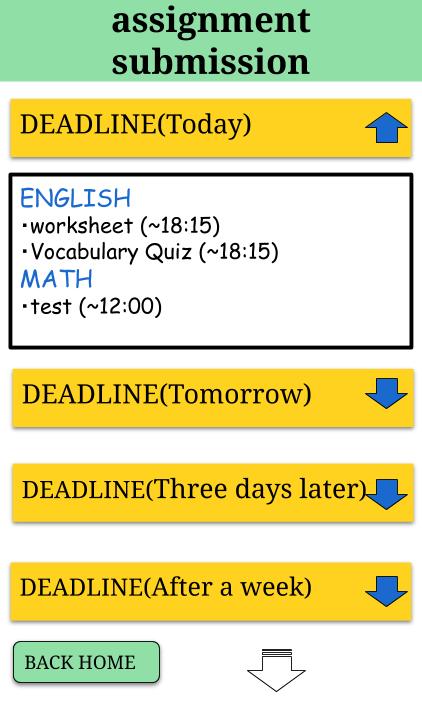 assignment
submission
DEADLINE(Today)
ENGLISH
・worksheet (~18:15)
・Vocabulary Quiz (~18:15)
MATH
・test (~12:00)
DEADLINE(Tomorrow)
DEADLINE(Three days later)
DEADLINE(After a week)
BACK HOME